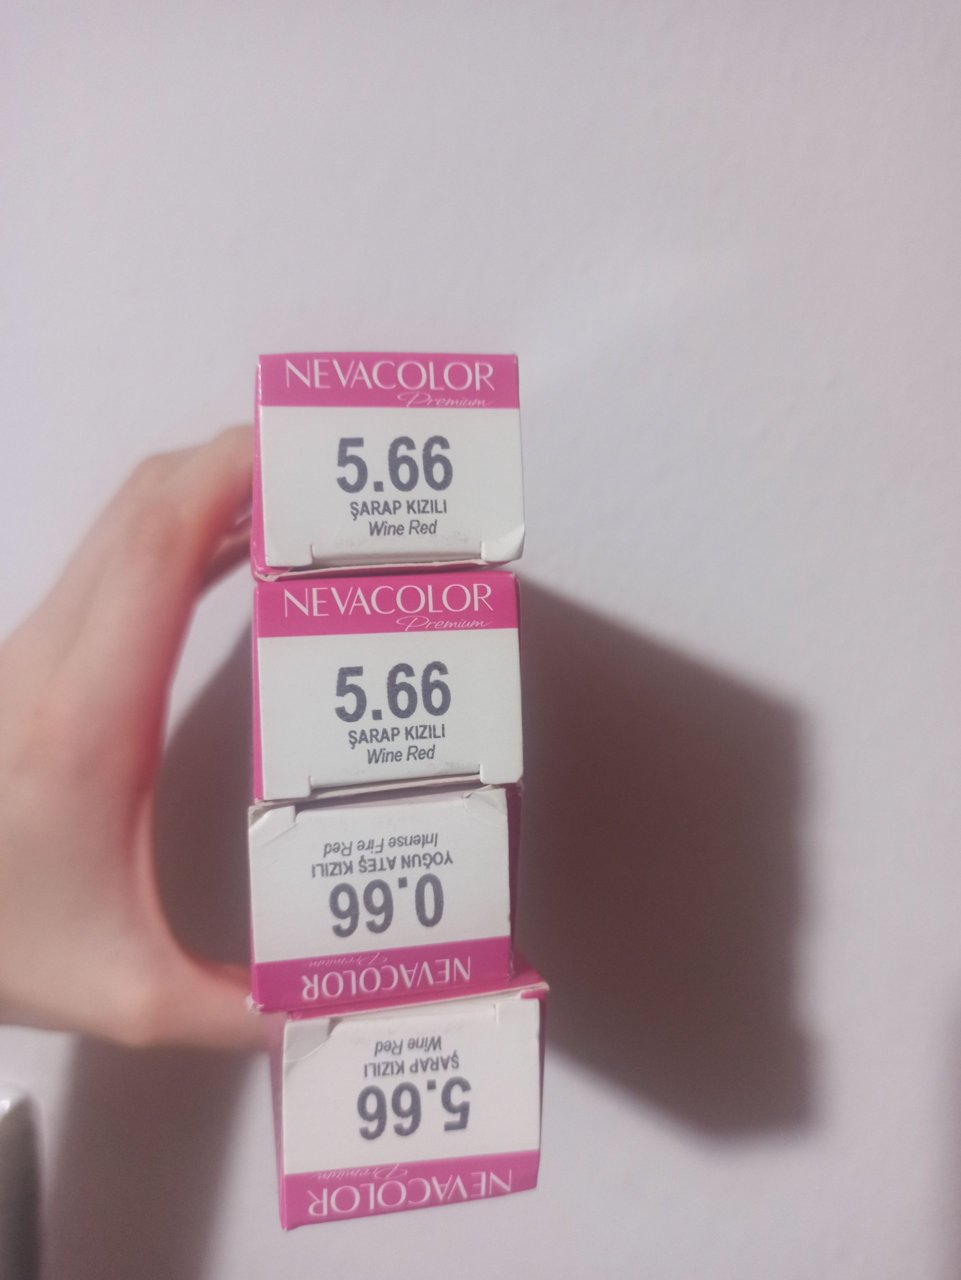 NEVACOLOR
Premium
5.66
ŞARAP KIZILI
Wine Red
NEVACOLOR
Premium
5.66
ŞARAP KIZILI
Wine Red
NEVACOLOR
Premium
0.66
YOĞUN ATEŞ KIZILI
Intense Fire Red
NEVACOLOR
Premium
5.66
ŞARAP KIZILI
Wine Red